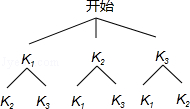 开始
K₁ K₂ K₃
K₂ K₃ K₁ K₃ K₁ K₂